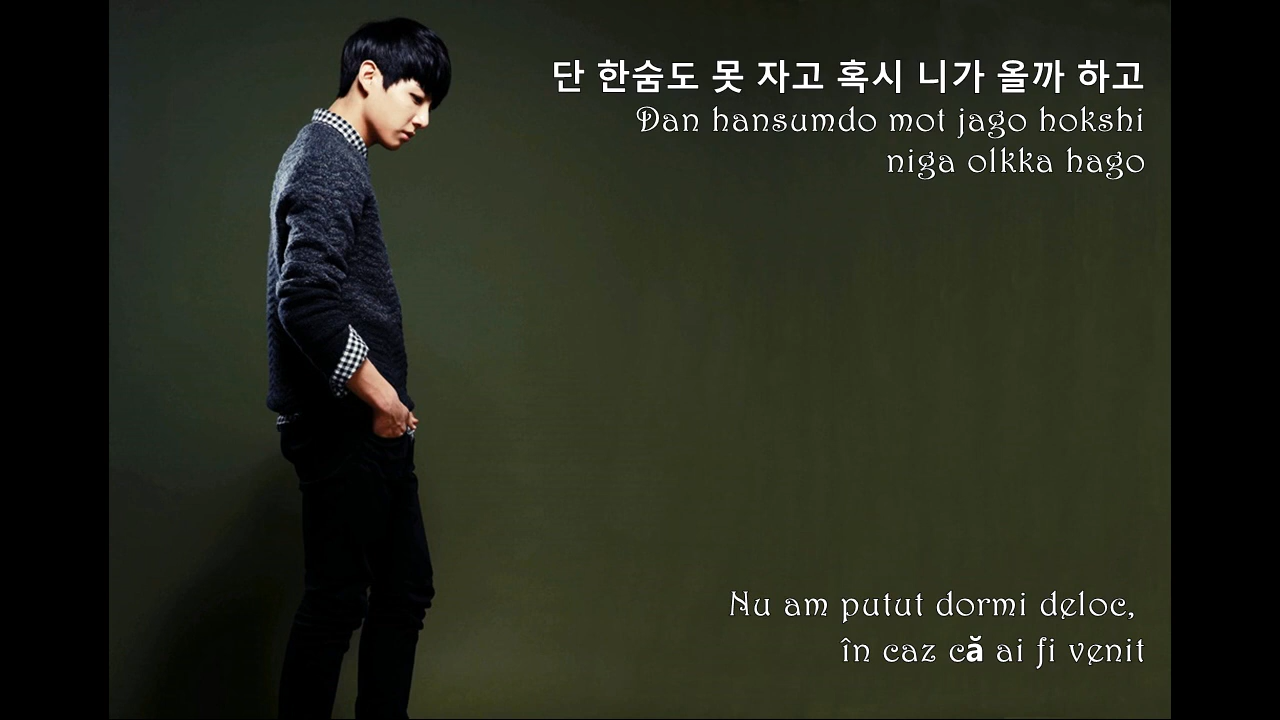 단 한숨도 못 자고 혹시 니가 올까 하고
Dan hansumdo mot jago hokshi
niga olkka hago
Nu am putut dormi deloc,
în caz că ai fi venit